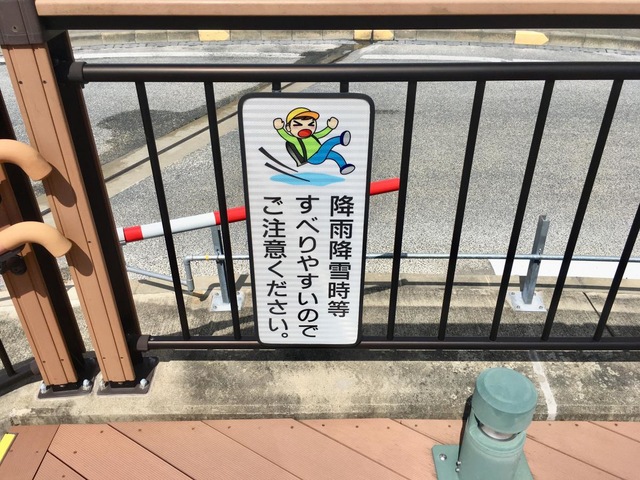 降雨降雪時等
すべりやすいので
ご注意ください。